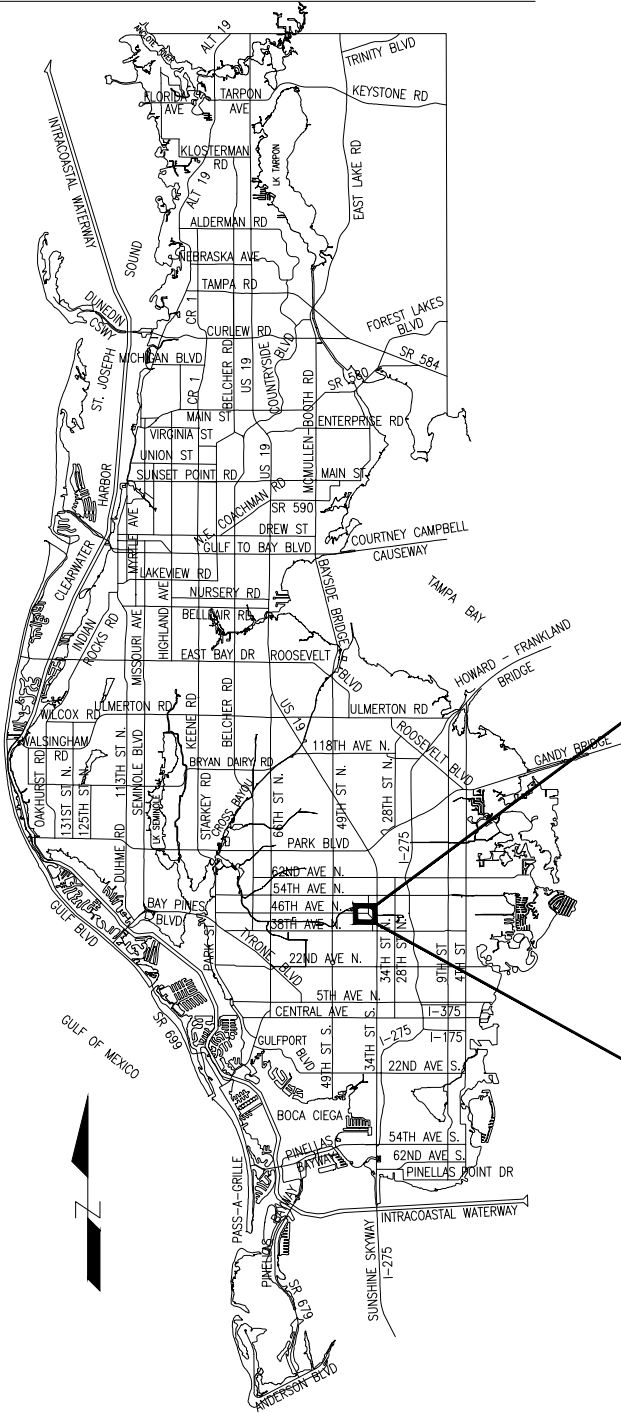 ALT 19
ANCLOTE RIVER
TRINITY BLVD
FLORIDA
AVE
TARPON
AVE
KEYSTONE RD
INTRACOASTAL WATERWAY
KLOSTERMAN
RD
LK TARPON
EAST LAKE RD
ALT 19
ALDERMAN RD
SOUND
NEBRASKA AVE
TAMPA RD
CR 1
DUNEDIN
CSWY
CURLEW RD
FOREST LAKES
BLVD
ST. JOSEPH
MICHIGAN BLVD
BELCHER RD
US 19
COUNTRYSIDE
BLVD
SR 584
SR 580
CR 1
MCMULLEN-BOOTH RD
MAIN ST
ENTERPRISE RD
VIRGINIA ST
UNION ST
SUNSET POINT RD
US 19
MAIN ST
HARBOR
N.E. COACHMAN RD
SR 590
MYRTLE AVE
DREW ST
GULF TO BAY BLVD
COURTNEY CAMPBELL
CAUSEWAY
CLEARWATER
LAKEVIEW RD
HIGHLAND AVE
NURSERY RD
BAYSIDE BRIDGE
TAMPA BAY
INDIAN
ROCKS RD
MISSOURI AVE
BELLEAIR RD
EAST BAY DR
ROOSEVELT
BLVD
HOWARD - FRANKLAND
BRIDGE
WILCOX RD
ULMERTON RD
KEENE RD
BELCHER RD
US 19
ULMERTON RD
WALSINGHAM
RD
113TH ST N.
SEMINOLE BLVD
118TH AVE N.
ROOSEVELT BLVD
GANDY BRIDGE
OAKHURST RD
131ST ST N.
125TH ST N.
LK SEMINOLE
STARKEY RD
BRYAN DAIRY RD
CROSS BAYOU
66TH ST N.
49TH ST N.
28TH ST N.
I-275
DUHME RD
PARK BLVD
62ND AVE N.
54TH AVE N.
46TH AVE N.
38TH AVE N.
GULF BLVD
BAY PINES
BLVD
PARK ST
TYRONE BLVD
22ND AVE N.
34TH ST N.
28TH ST N.
9TH ST
4TH ST
5TH AVE N.
CENTRAL AVE
I-375
GULF OF MEXICO
SR 699
GULFPORT
BLVD
49TH ST S.
34TH ST S.
I-275
I-175
22ND AVE S.
BOCA CIEGA
54TH AVE S.
PINELLAS
BAYWAY
62ND AVE S.
PINELLAS POINT DR
PASS-A-GRILLE
PINELLAS
BAYWAY
INTRACOASTAL WATERWAY
SUNSHINE SKYWAY
I-275
SR 679
ANDERSON BLVD
Z